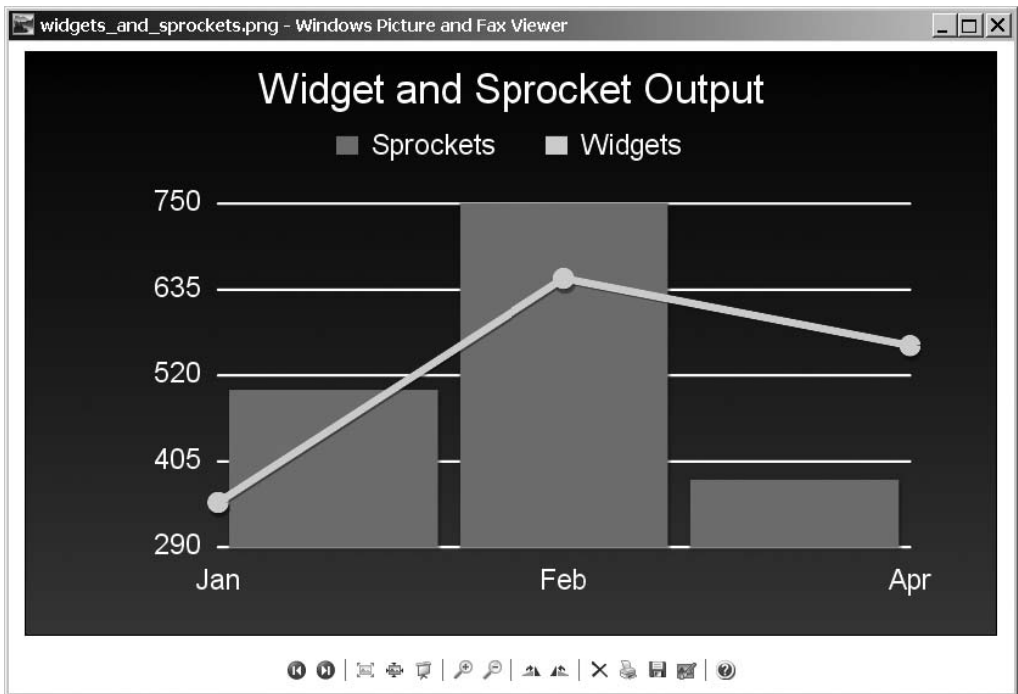 widgets_and_sprockets.png - Windows Picture and Fax Viewer
Widget and Sprocket Output
Sprockets Widgets
750
635
520
405
290
Jan Feb Apr